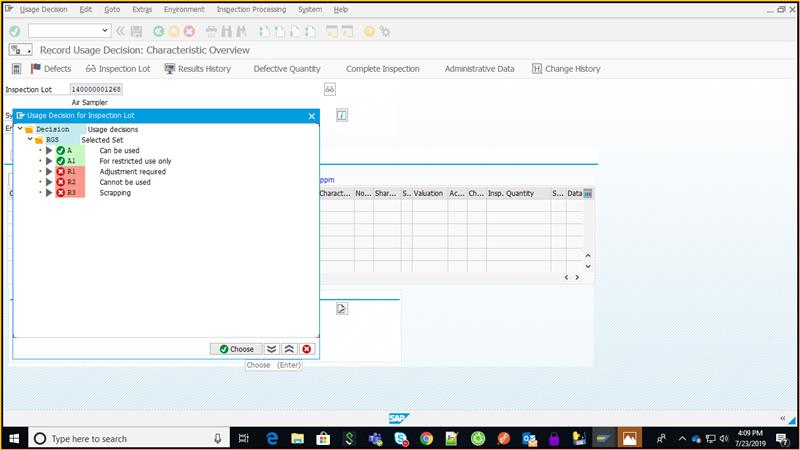 Usage Decision Edit Goto Extras Environment Inspection Processing System Help
Record Usage Decision: Characteristic Overview
Defects Inspection Lot Results History Defective Quantity Complete Inspection Administrative Data Change History
Inspection Lot 140000001268
Air Sampler
Sy
En
Usage Decision for Inspection Lot
Decision Usage decisions
RGS Selected Set
A Can be used
A1 For restricted use only
R1 Adjustment required
R2 Cannot be used
R3 Scrapping
ppm
Charact... No... Shar... S.. Valuation Ac... Ch... Insp. Quantity S... Data
Choose
Choose (Enter)
SAP
Type here to search
4:09 PM
7/23/2019